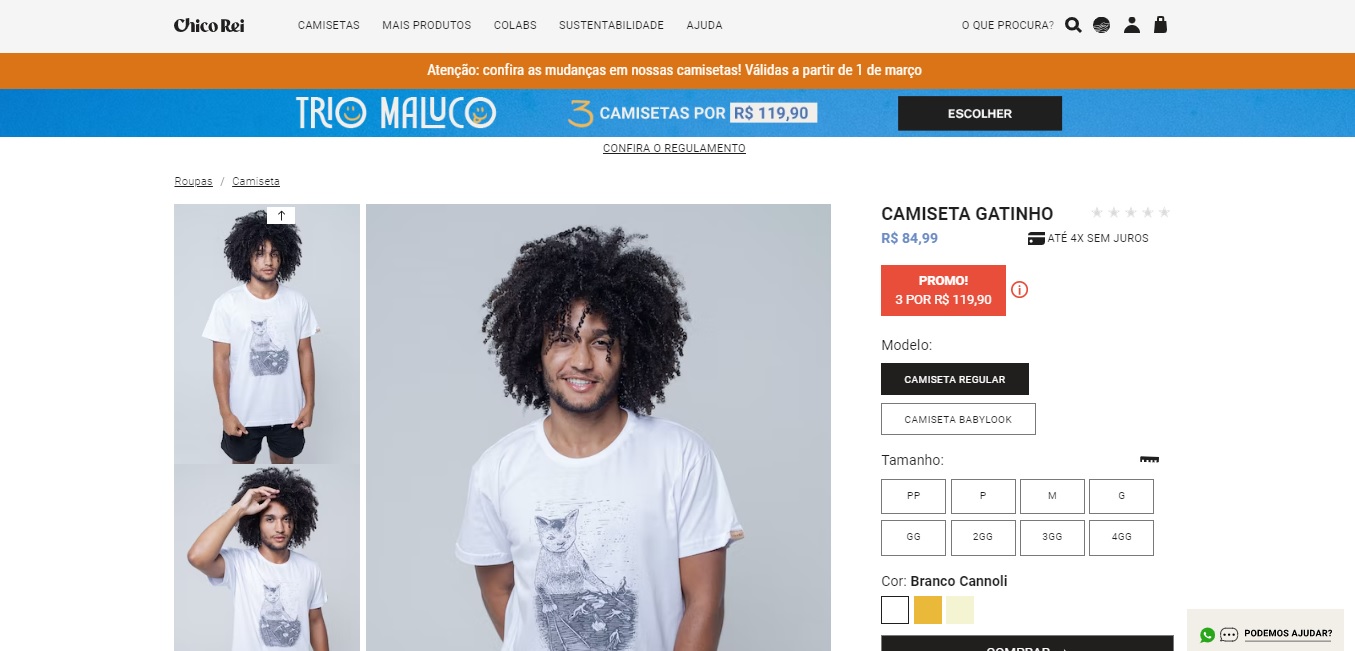 Chico Rei
CAMISETAS MAIS PRODUTOS COLABS SUSTENTABILIDADE AJUDA
O QUE PROCURA?
Atenção: confira as mudanças em nossas camisetas! Válidas a partir de 1 de março
TRIO MALUCO
3 CAMISETAS POR R$ 119,90
ESCOLHER
CONFIRA O REGULAMENTO
Roupas / Camiseta
CAMISETA GATINHO
R$ 84,99
ATÉ 4X SEM JUROS
PROMO!
3 POR R$ 119,90
Modelo:
CAMISETA REGULAR
CAMISETA BABYLOOK
Tamanho:
PP P M G
GG 2GG 3GG 4GG
Cor: Branco Cannoli
COMPRAR
PODEMOS AJUDAR?